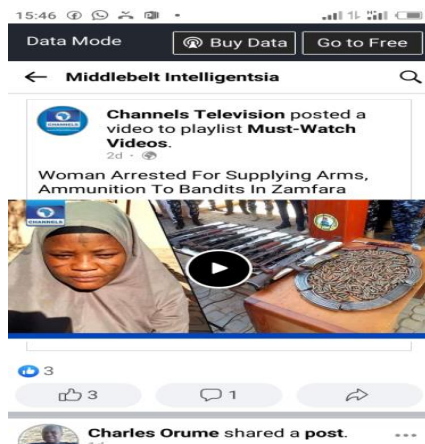 15:46
Data Mode
Buy Data
Go to Free
Middlebelt Intelligentsia
Channels Television posted a
video to playlist Must-Watch
Videos.
2d ·
Woman Arrested For Supplying Arms,
Ammunition To Bandits In Zamfara
CHANNELS
3
3
1
Charles Orume shared a post.